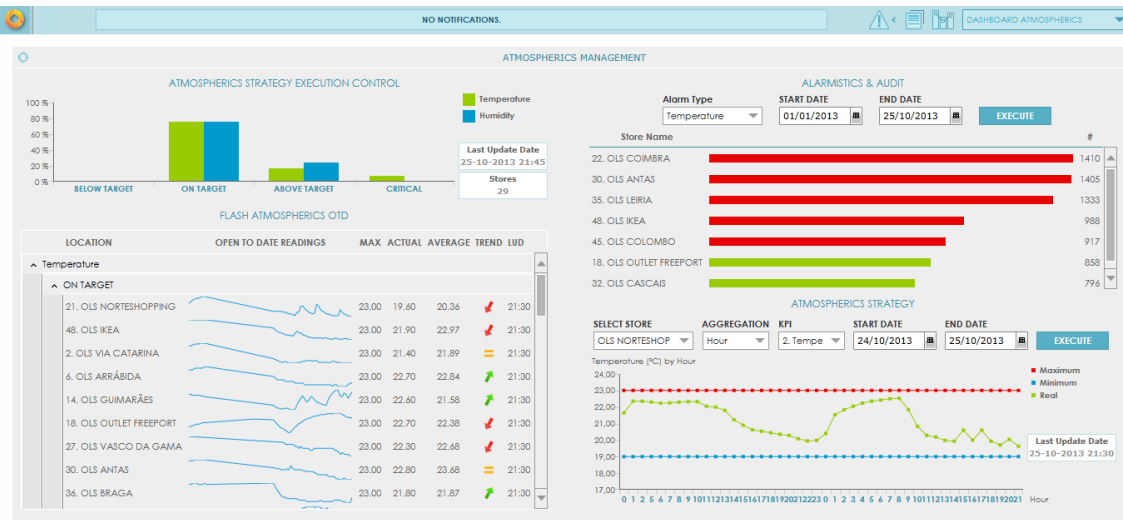 NO NOTIFICATIONS.
DASHBOARD ATMOSPHERICS
ATMOSPHERICS MANAGEMENT
ATMOSPHERICS STRATEGY EXECUTION CONTROL
100 %
80 %
60 %
40 %
20 %
0 %
BELOW TARGET ON TARGET ABOVE TARGET CRITICAL
Temperature
Humidity
Last Update Date
25-10-2013 21:45
Stores
29
FLASH ATMOSPHERICS OTD
LOCATION OPEN TO DATE READINGS MAX ACTUAL AVERAGE TREND LUD
Temperature
ON TARGET
21. OLS NORTESHOPPING 23.00 19.60 20.36 21:30
48. OLS IKEA 23.00 21.90 22.97 21:30
2. OLS VIA CATARINA 23.00 21.40 21.89 21:30
6. OLS ARRÁBIDA 23.00 22.70 22.84 21:30
14. OLS GUIMARÃES 23.00 22.60 21.58 21:30
18. OLS OUTLET FREEPORT 23.00 22.70 22.38 21:30
27. OLS VASCO DA GAMA 23.00 22.30 22.68 21:30
30. OLS ANTAS 23.00 22.80 23.68 21:30
36. OLS BRAGA 23.00 21.80 21.87 21:30
ALARMISTICS & AUDIT
Alarm Type START DATE END DATE
Temperature 01/01/2013 25/10/2013 EXECUTE
Store Name #
22. OLS COIMBRA 1410
30. OLS ANTAS 1405
35. OLS LEIRIA 1333
48. OLS IKEA 988
45. OLS COLOMBO 917
18. OLS OUTLET FREEPORT 858
32. OLS CASCAIS 796
ATMOSPHERICS STRATEGY
SELECT STORE AGGREGATION KPI START DATE END DATE
OLS NORTESHOP Hour 2. Tempe 24/10/2013 25/10/2013 EXECUTE
Temperature (ºC) by Hour
24,00
23,00
22,00
21,00
20,00
19,00
18,00
17,00
0 1 2 5 6 7 8 9 10 11 12 13 14 15 16 17 18 19 20 21 22 23 0 1 2 3 4 5 6 7 8 9 10 11 12 13 14 15 16 17 18 19 20 21 Hour
Maximum
Minimum
Real
Last Update Date
25-10-2013 21:30